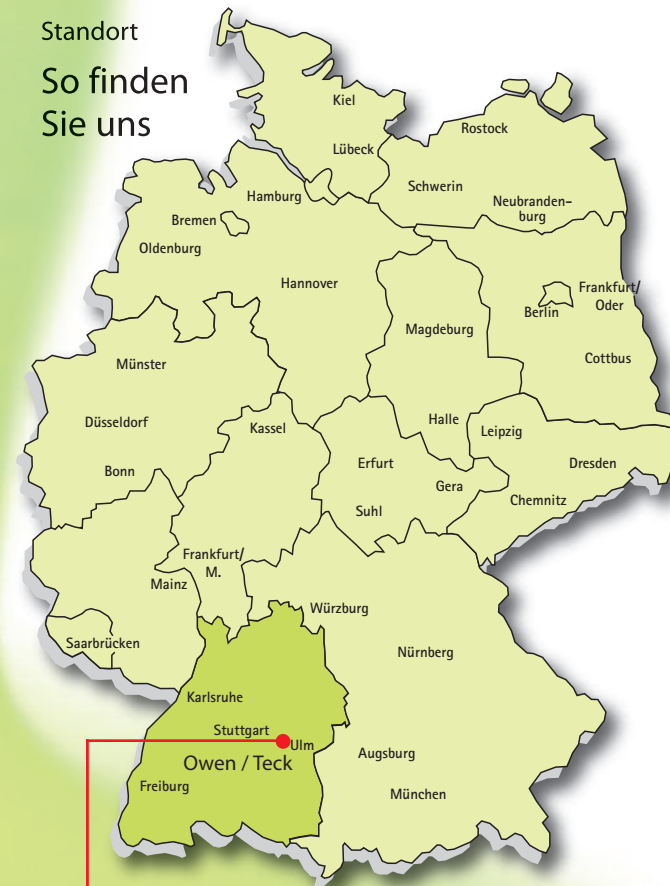 Standort
So finden
Sie uns
Kiel
Rostock
Lübeck
Schwerin
Hamburg
Neubranden-
burg
Bremen
Oldenburg
Hannover
Frankfurt/
Oder
Berlin
Magdeburg
Cottbus
Münster
Düsseldorf
Kassel
Halle
Leipzig
Erfurt
Dresden
Bonn
Gera
Chemnitz
Suhl
Frankfurt/
M.
Mainz
Würzburg
Saarbrücken
Nürnberg
Karlsruhe
Stuttgart
Ulm
Owen / Teck
Augsburg
Freiburg
München